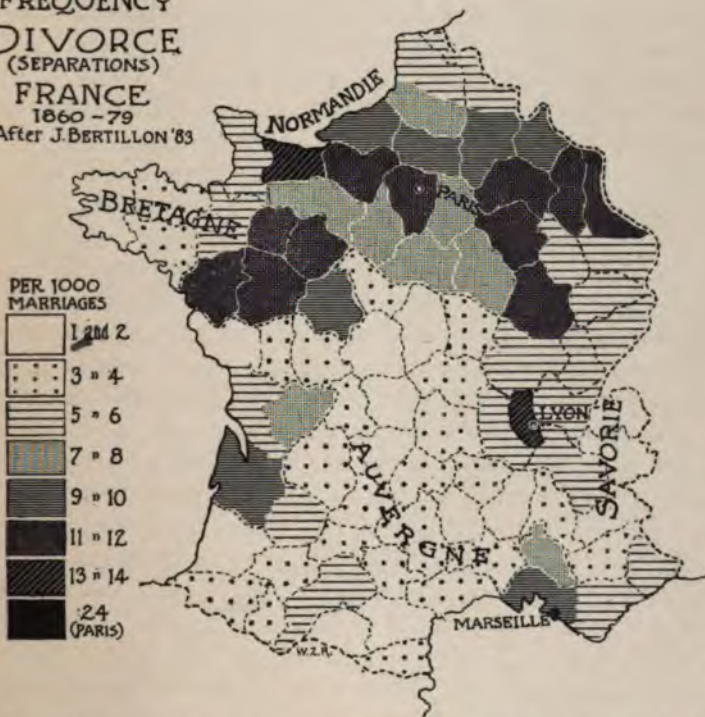 FREQUENCY
DIVORCE
(SEPARATIONS)
FRANCE
1860-79
After J. BERTILLON '83
NORMANDIE
PARIS
BRETAGNE
PER 1000
MARRIAGES
1 and 2
3 " 4
5 " 6
7 " 8
9 " 10
11 " 12
13 " 14
24
(PARIS)
LYON
SAVORIE
AUVERGNE
MARSEILLE
W.Z.R.